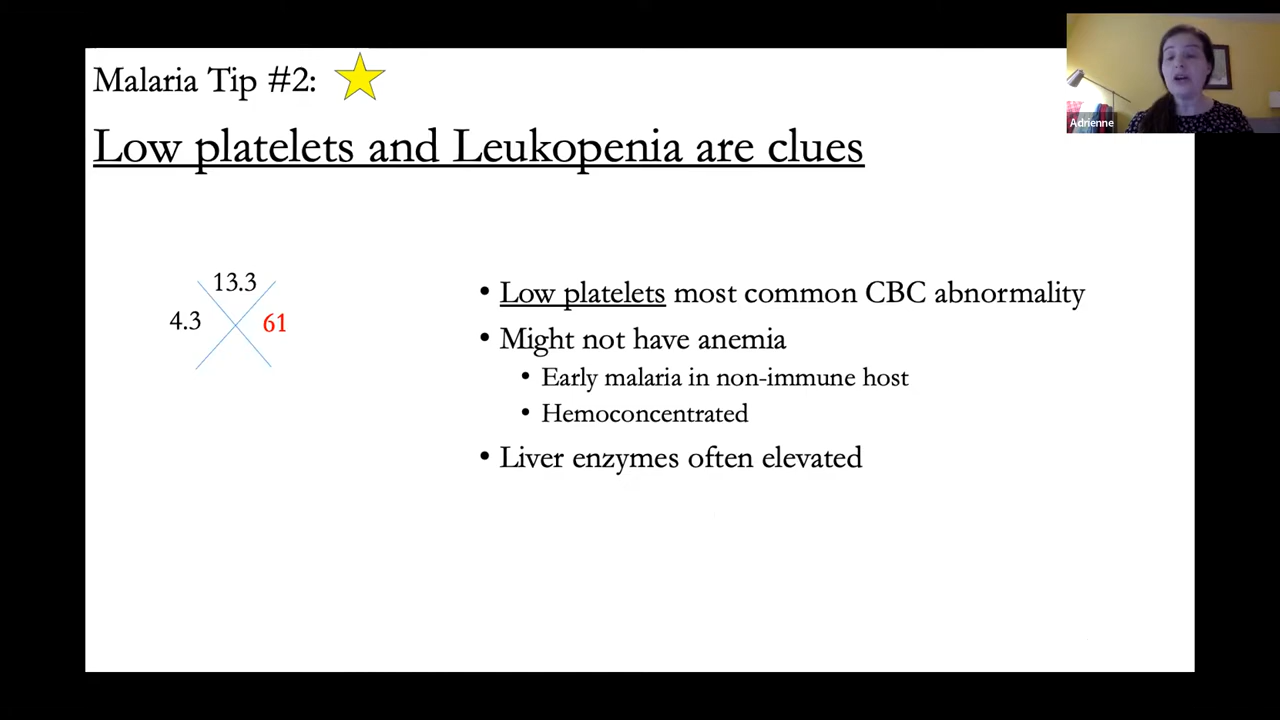 Malaria Tip #2:
Low platelets and Leukopenia are clues
13.3
4.3
61
• Low platelets most common CBC abnormality
• Might not have anemia
• Early malaria in non-immune host
• Hemoconcentrated
• Liver enzymes often elevated
Adrienne